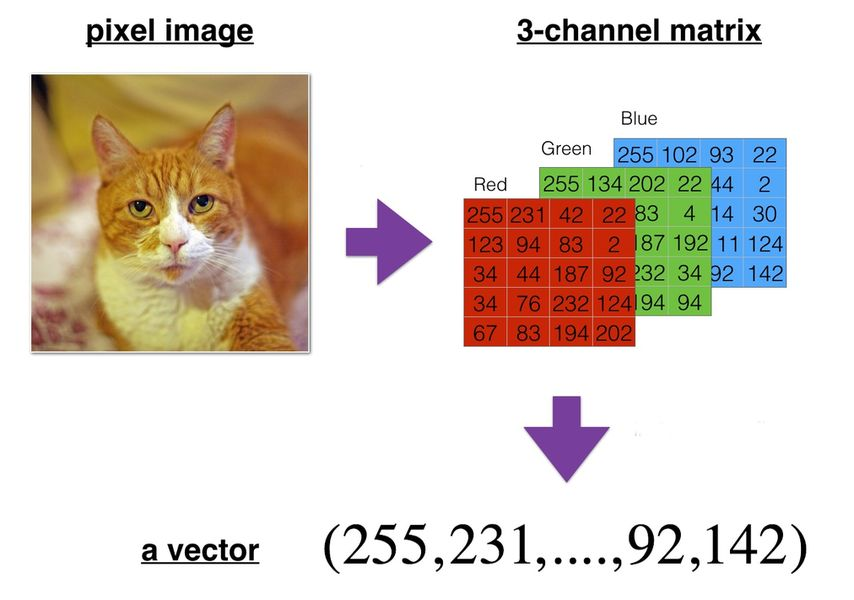 pixel image
3-channel matrix
Blue
Green
Red
255 102 93 22
255 134 202 22 44 2
255 231 42 22 83 4 14 30
123 94 83 2 187 192 11 124
34 44 187 92 232 34 92 142
34 76 232 124 194 94
67 83 194 202
a vector (255,231,....,92,142)